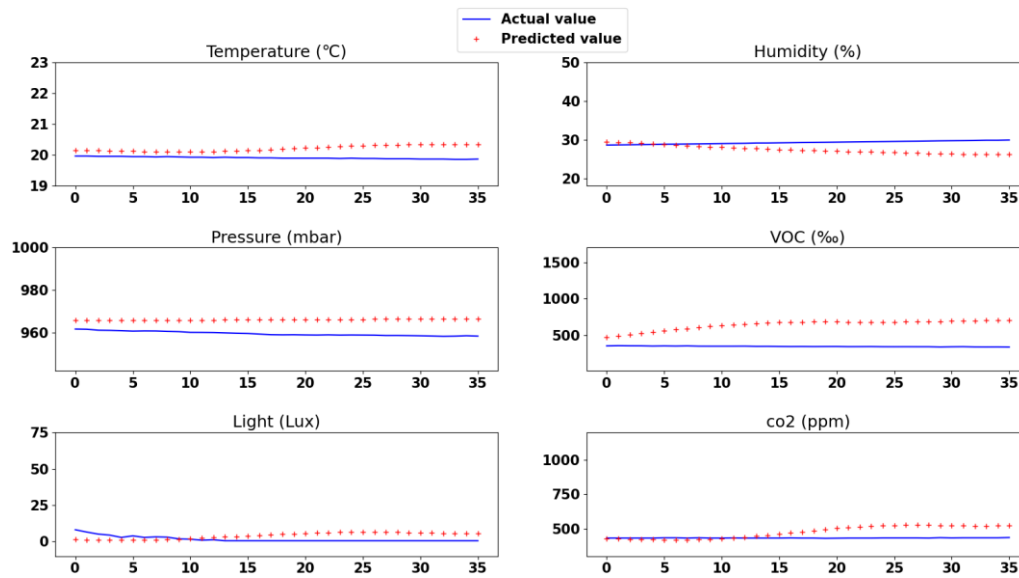 Actual value
Predicted value
Temperature (℃)
23
22
21
20
19
0 5 10 15 20 25 30 35
Humidity (%)
50
40
30
20
0 5 10 15 20 25 30 35
Pressure (mbar)
1000
980
960
0 5 10 15 20 25 30 35
VOC (‰)
1500
1000
500
0 5 10 15 20 25 30 35
Light (Lux)
75
50
25
0
0 5 10 15 20 25 30 35
co2 (ppm)
1000
750
500
0 5 10 15 20 25 30 35